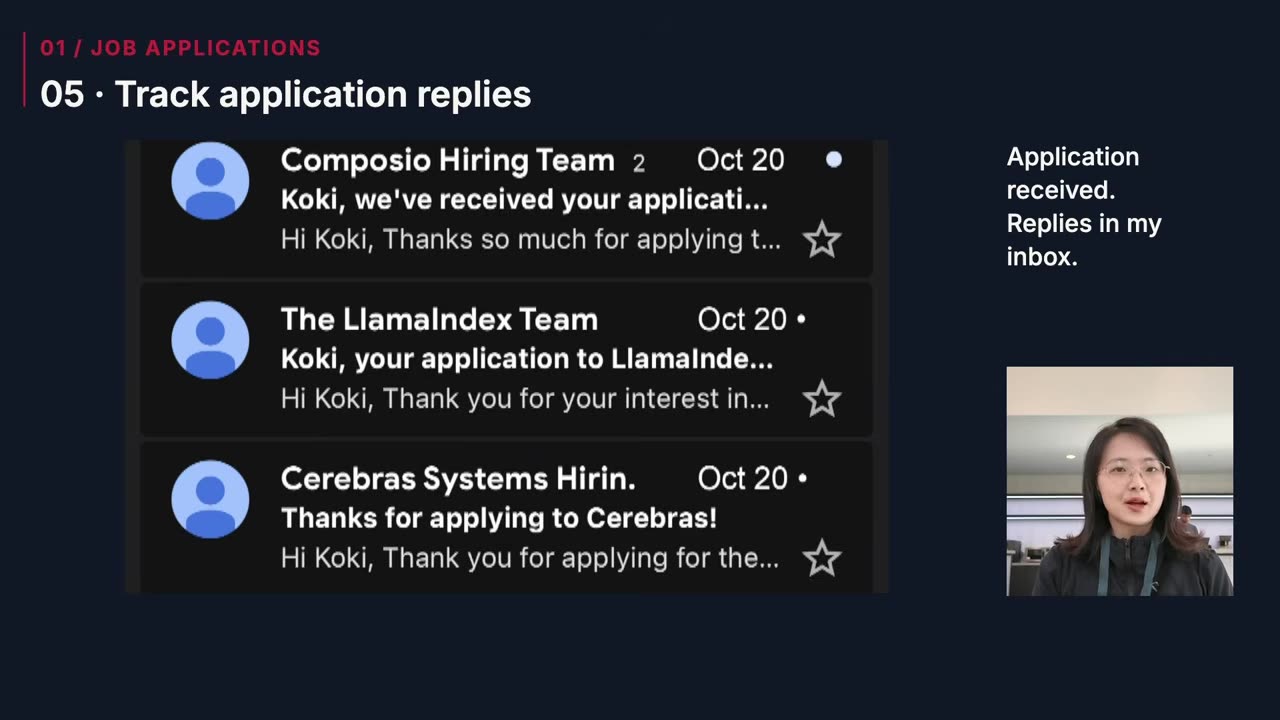 01 / JOB APPLICATIONS
05 · Track application replies
Composio Hiring Team 2 Oct 20
Koki, we've received your applicati...
Hi Koki, Thanks so much for applying t...
The LlamaIndex Team Oct 20
Koki, your application to LlamaInde...
Hi Koki, Thank you for your interest in...
Cerebras Systems Hirin. Oct 20
Thanks for applying to Cerebras!
Hi Koki, Thank you for applying for the...
Application
received.
Replies in my
inbox.